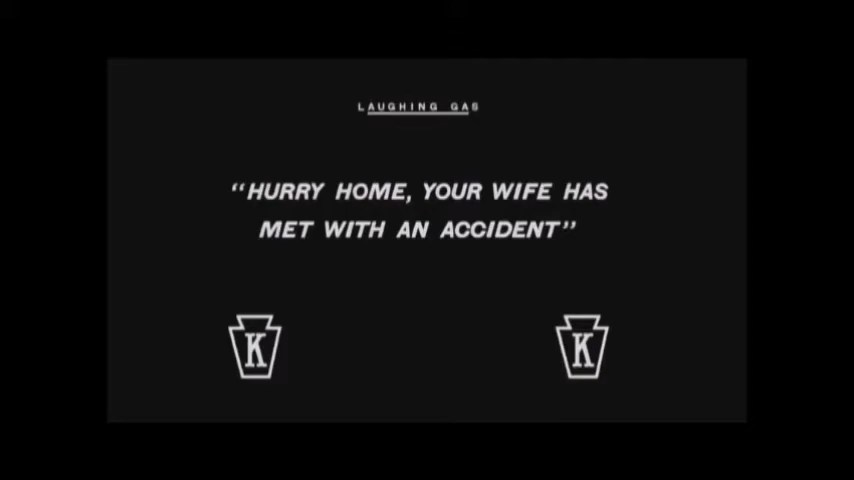 LAUGHING GAS
“HURRY HOME, YOUR WIFE HAS
MET WITH AN ACCIDENT”
K K